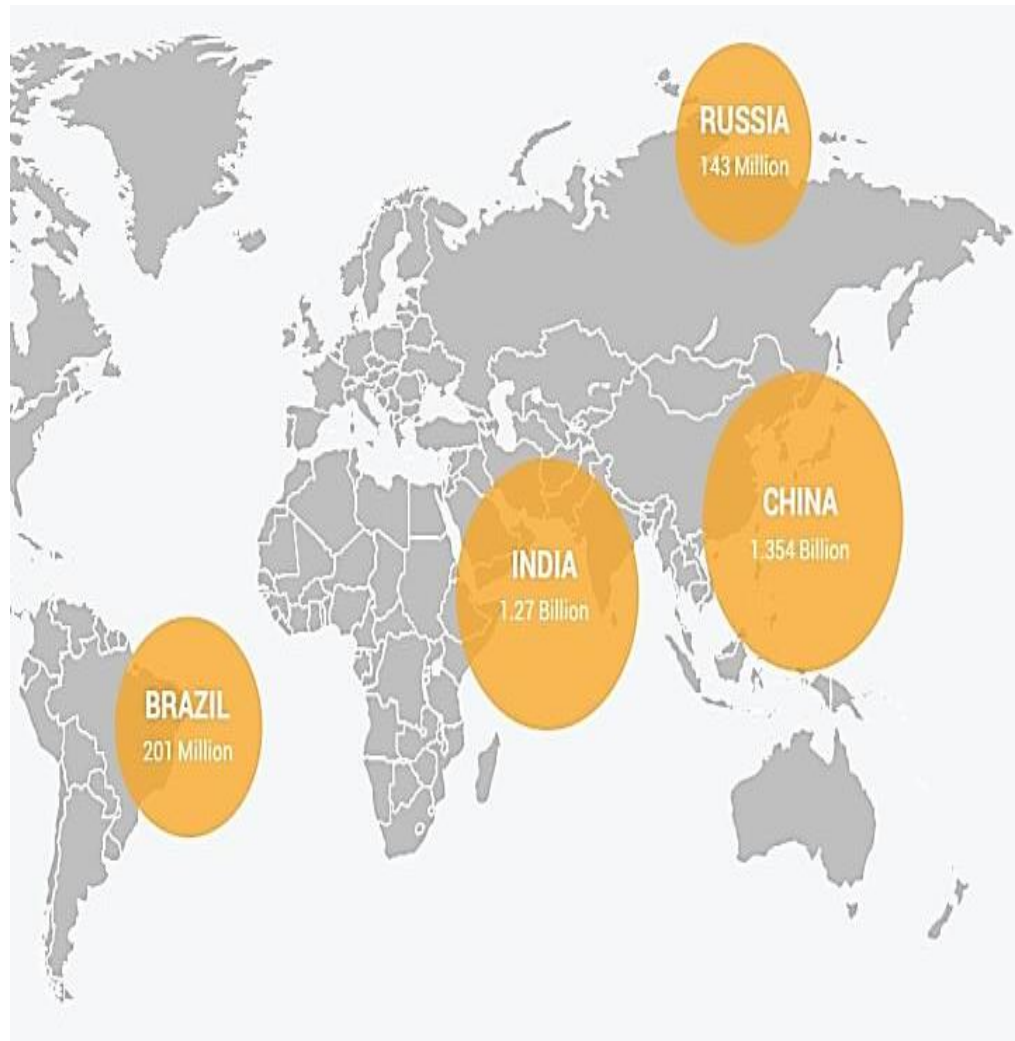 RUSSIA
143 Million
CHINA
1.354 Billion
INDIA
1.27 Billion
BRAZIL
201 Million